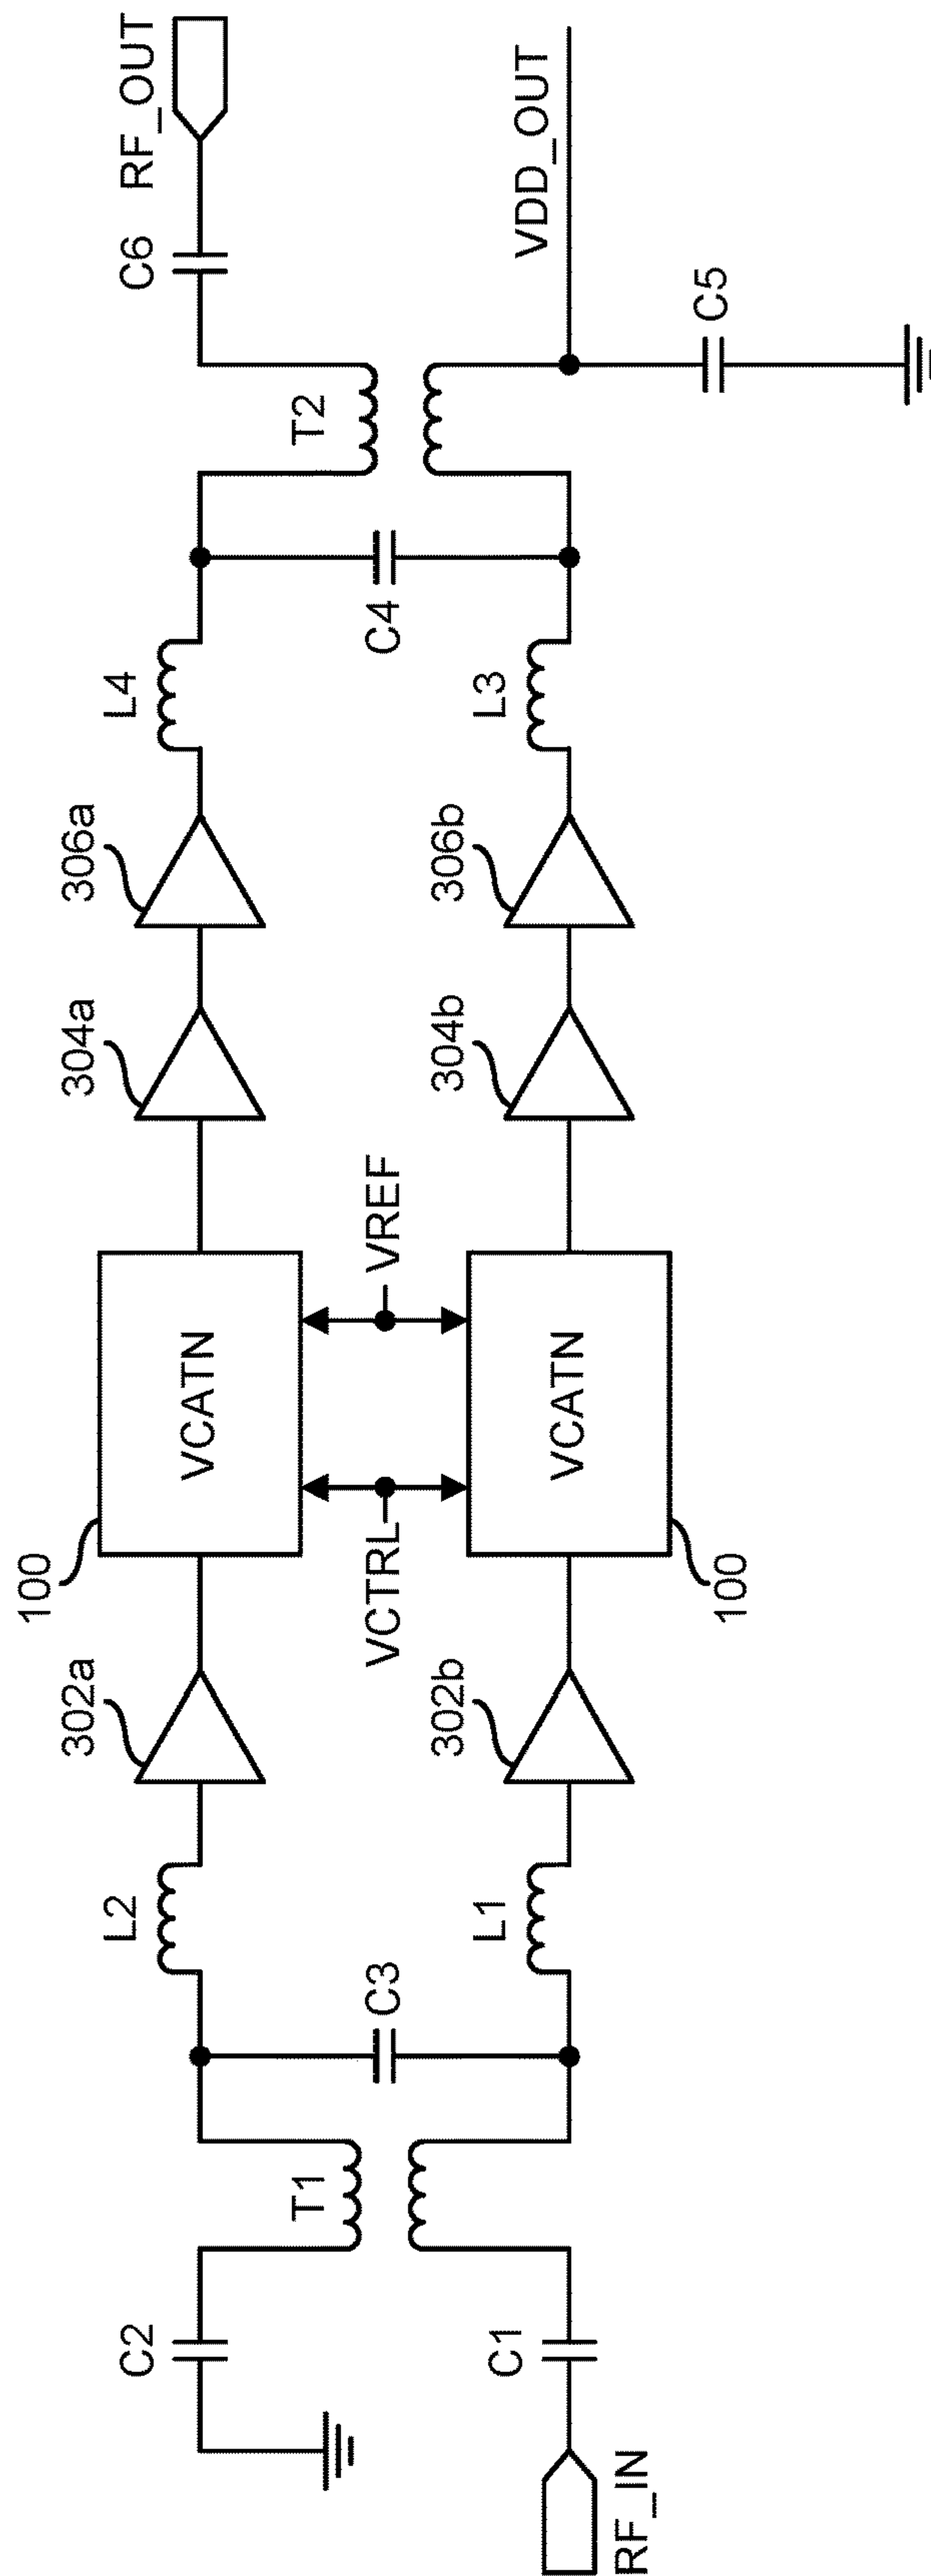 100
302a
304a
306a
L4
C6
RF_OUT
C2
T1
L2
C3
VCATN
VCTRL
VREF
C4
T2
VDD_OUT
RF_IN
C1
L1
302b
VCATN
304b
306b
L3
C5
100